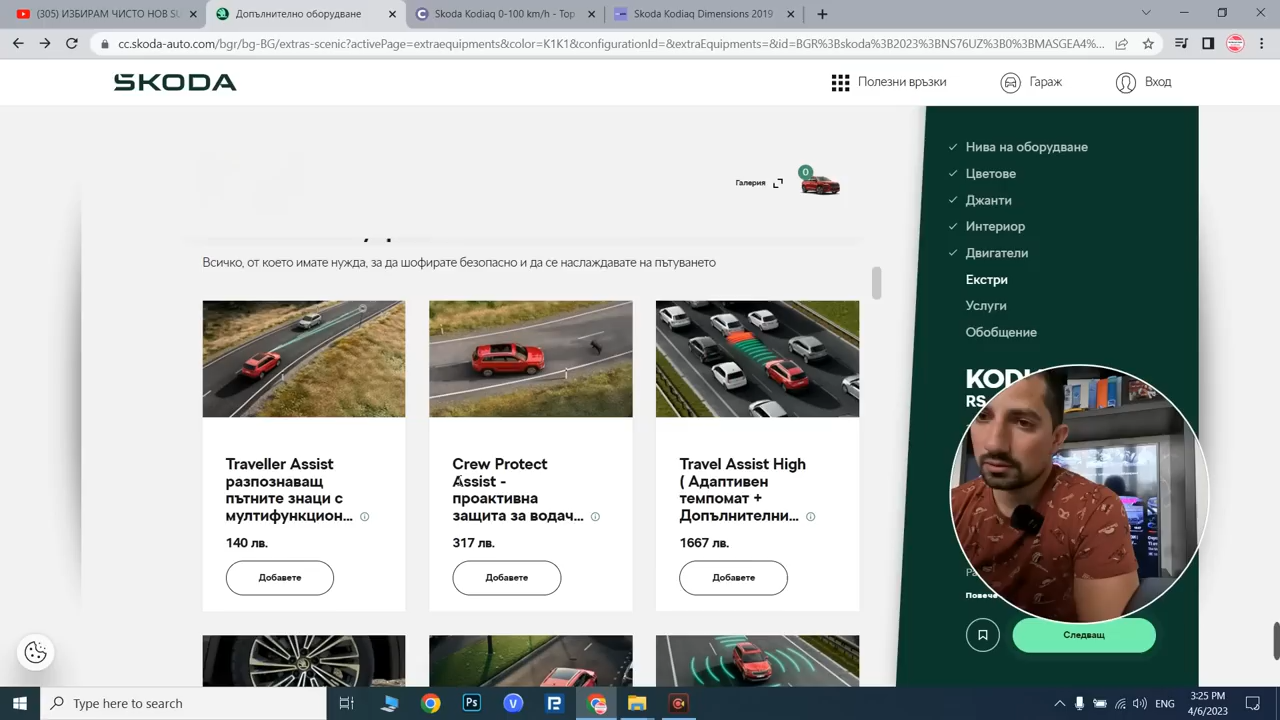 (305) ИЗБИРАМ ЧИСТО НОВ S
Допълнително оборудване
Skoda Kodiaq 0-100 km/h - Top
Skoda Kodiaq Dimensions 2019
cc.skoda-auto.com/bgr/bg-BG/extras-scenic?activePage=extraequipments&color=K1K1&configurationId=&extraEquipments=&id=BGR%3Bskoda%3B2023%3BNS76UZ%3B0%3BMASGEA4%...
ŠKODA
Полезни връзки
Гараж
Вход
Галерия
0
Всичко, от което имате нужда, за да шофирате безопасно и да се наслаждавате на пътуването
Traveller Assist
разпознаващ
пътните знаци с
мултифункцион...
140 лв.
Добавете
Crew Protect
Assist -
проактивна
защита за водач...
317 лв.
Добавете
Travel Assist High
( Адаптивен
темпомат +
Допълнителни...
1667 лв.
Добавете
Нива на оборудване
Цветове
Джанти
Интериор
Двигатели
Екстри
Услуги
Обобщение
RS
Повече
Следващ
Type here to search
ENG
3:25 PM
4/6/2023